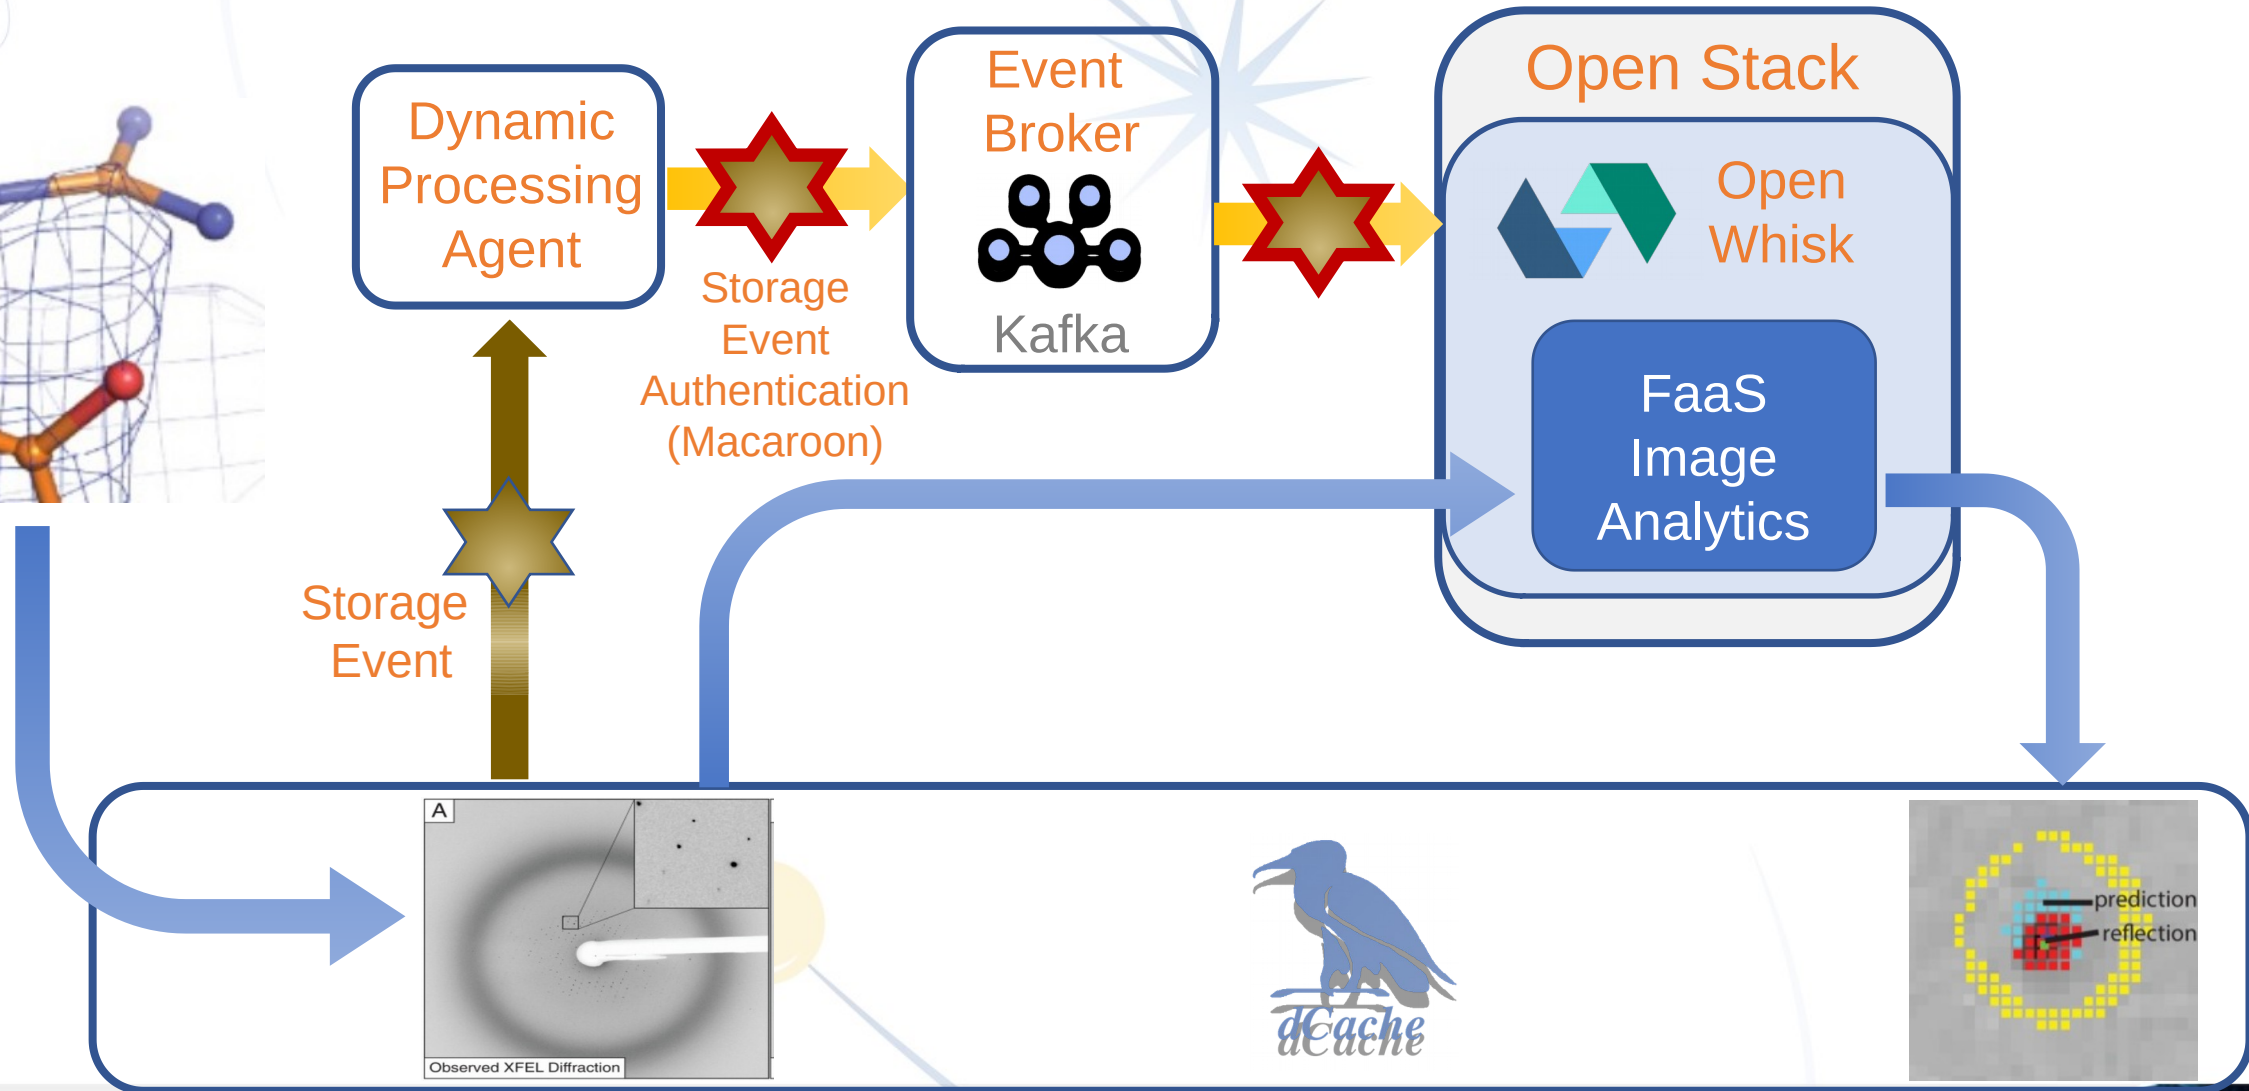 Dynamic
Processing
Agent
Storage
Event
Authentication
(Macaroon)
Event
Broker
Kafka
Open Stack
Open
Whisk
FaaS
Image
Analytics
Storage
Event
A
Observed XFEL Diffraction
dCache
prediction
reflection